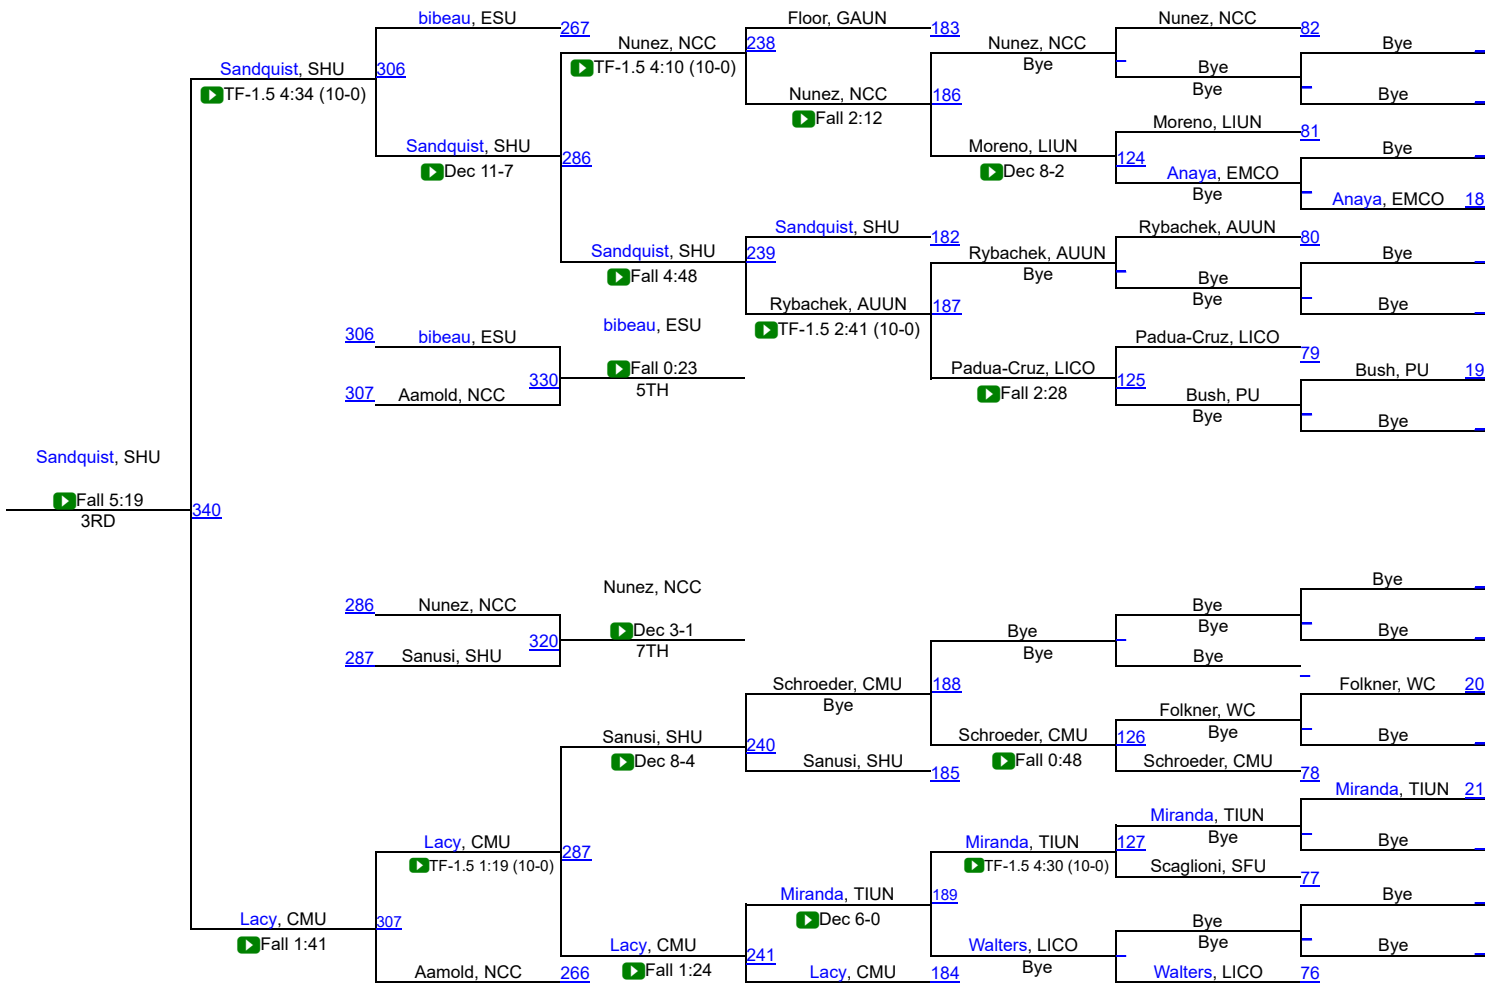 bibeau, ESU
267
Floor, GAUN
183
Nunez, NCC
82
Nunez, NCC
238
Nunez, NCC
Bye
Sandquist, SHU
306
TF-1.5 4:10 (10-0)
Bye
Bye
TF-1.5 4:34 (10-0)
Nunez, NCC
186
Bye
Bye
Fall 2:12
Moreno, LIUN
81
Sandquist, SHU
286
Moreno, LIUN
124
Bye
Dec 11-7
Dec 8-2
Anaya, EMCO
Bye
Anaya, EMCO
18
Sandquist, SHU
182
Rybachek, AUUN
80
Sandquist, SHU
239
Rybachek, AUUN
Bye
Fall 4:48
Bye
Bye
Rybachek, AUUN
187
Bye
Bye
306
bibeau, ESU
bibeau, ESU
TF-1.5 2:41 (10-0)
Padua-Cruz, LICO
79
Fall 0:23
Padua-Cruz, LICO
125
Bush, PU
19
307
Aamold, NCC
330
5TH
Fall 2:28
Bush, PU
Bye
Bye
Sandquist, SHU
Fall 5:19
340
3RD
Bye
286
Nunez, NCC
Nunez, NCC
Bye
Bye
320
Dec 3-1
Bye
Bye
287
Sanusi, SHU
7TH
Bye
Bye
Schroeder, CMU
188
Folkner, WC
20
Bye
Folkner, WC
Sanusi, SHU
240
Schroeder, CMU
126
Bye
Bye
Dec 8-4
Sanusi, SHU
185
Fall 0:48
Schroeder, CMU
78
Miranda, TIUN
21
Miranda, TIUN
Lacy, CMU
287
Miranda, TIUN
127
Bye
Bye
TF-1.5 1:19 (10-0)
TF-1.5 4:30 (10-0)
Scaglioni, SFU
77
Miranda, TIUN
189
Bye
Lacy, CMU
307
Dec 6-0
Bye
Fall 1:41
Lacy, CMU
241
Walters, LICO
Bye
Bye
Aamold, NCC
266
Fall 1:24
Lacy, CMU
184
Bye
Walters, LICO
76